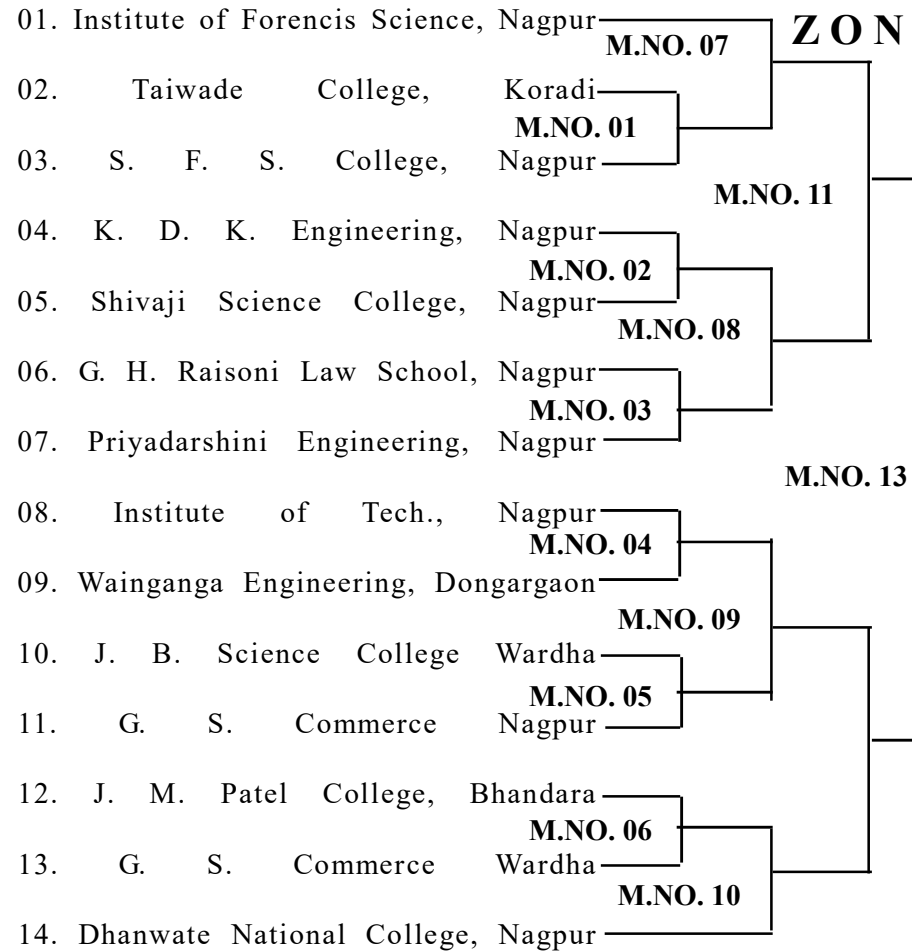 01. Institute of Forencis Science, Nagpur
Z O N
M.NO. 07
02. Taiwade College, Koradi
M.NO. 01
03. S. F. S. College, Nagpur
M.NO. 11
04. K. D. K. Engineering, Nagpur
M.NO. 02
05. Shivaji Science College, Nagpur
M.NO. 08
06. G. H. Raisoni Law School, Nagpur
M.NO. 03
07. Priyadarshini Engineering, Nagpur
M.NO. 13
08. Institute of Tech., Nagpur
M.NO. 04
09. Wainganga Engineering, Dongargaon
M.NO. 09
10. J. B. Science College Wardha
M.NO. 05
11. G. S. Commerce Nagpur
12. J. M. Patel College, Bhandara
M.NO. 06
13. G. S. Commerce Wardha
M.NO. 10
14. Dhanwate National College, Nagpur